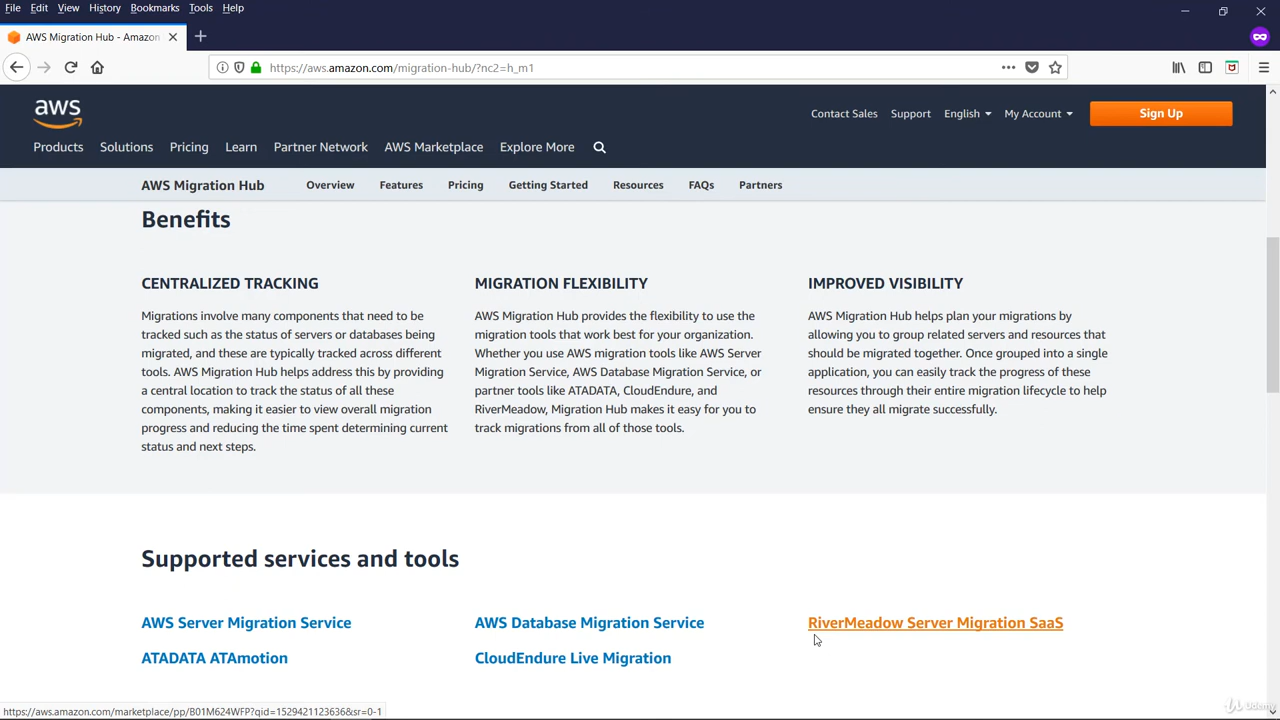 File Edit View History Bookmarks Tools Help
AWS Migration Hub - Amazon
https://aws.amazon.com/migration-hub/?nc2=h_m1
aws
Contact Sales Support English My Account Sign Up
Products Solutions Pricing Learn Partner Network AWS Marketplace Explore More
AWS Migration Hub Overview Features Pricing Getting Started Resources FAQs Partners
Benefits
CENTRALIZED TRACKING
Migrations involve many components that need to be
tracked such as the status of servers or databases being
migrated, and these are typically tracked across different
tools. AWS Migration Hub helps address this by providing
a central location to track the status of all these
components, making it easier to view overall migration
progress and reducing the time spent determining current
status and next steps.
MIGRATION FLEXIBILITY
AWS Migration Hub provides the flexibility to use the
migration tools that work best for your organization.
Whether you use AWS migration tools like AWS Server
Migration Service, AWS Database Migration Service, or
partner tools like ATADATA, CloudEndure, and
RiverMeadow, Migration Hub makes it easy for you to
track migrations from all of those tools.
IMPROVED VISIBILITY
AWS Migration Hub helps plan your migrations by
allowing you to group related servers and resources that
should be migrated together. Once grouped into a single
application, you can easily track the progress of these
resources through their entire migration lifecycle to help
ensure they all migrate successfully.
Supported services and tools
AWS Server Migration Service AWS Database Migration Service RiverMeadow Server Migration SaaS
ATADATA ATAmotion CloudEndure Live Migration
https://aws.amazon.com/marketplace/pp/B01M624WFP?qid=1529421123636&sr=0-1
Udemy